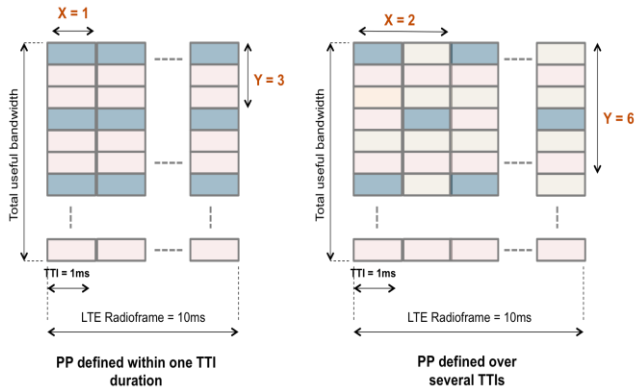 X = 1
Y = 3
Total useful bandwidth
TTI = 1ms
LTE Radioframe = 10ms
PP defined within one TTI
duration
X = 2
Y = 6
Total useful bandwidth
TTI = 1ms
LTE Radioframe = 10ms
PP defined over
several TTIs